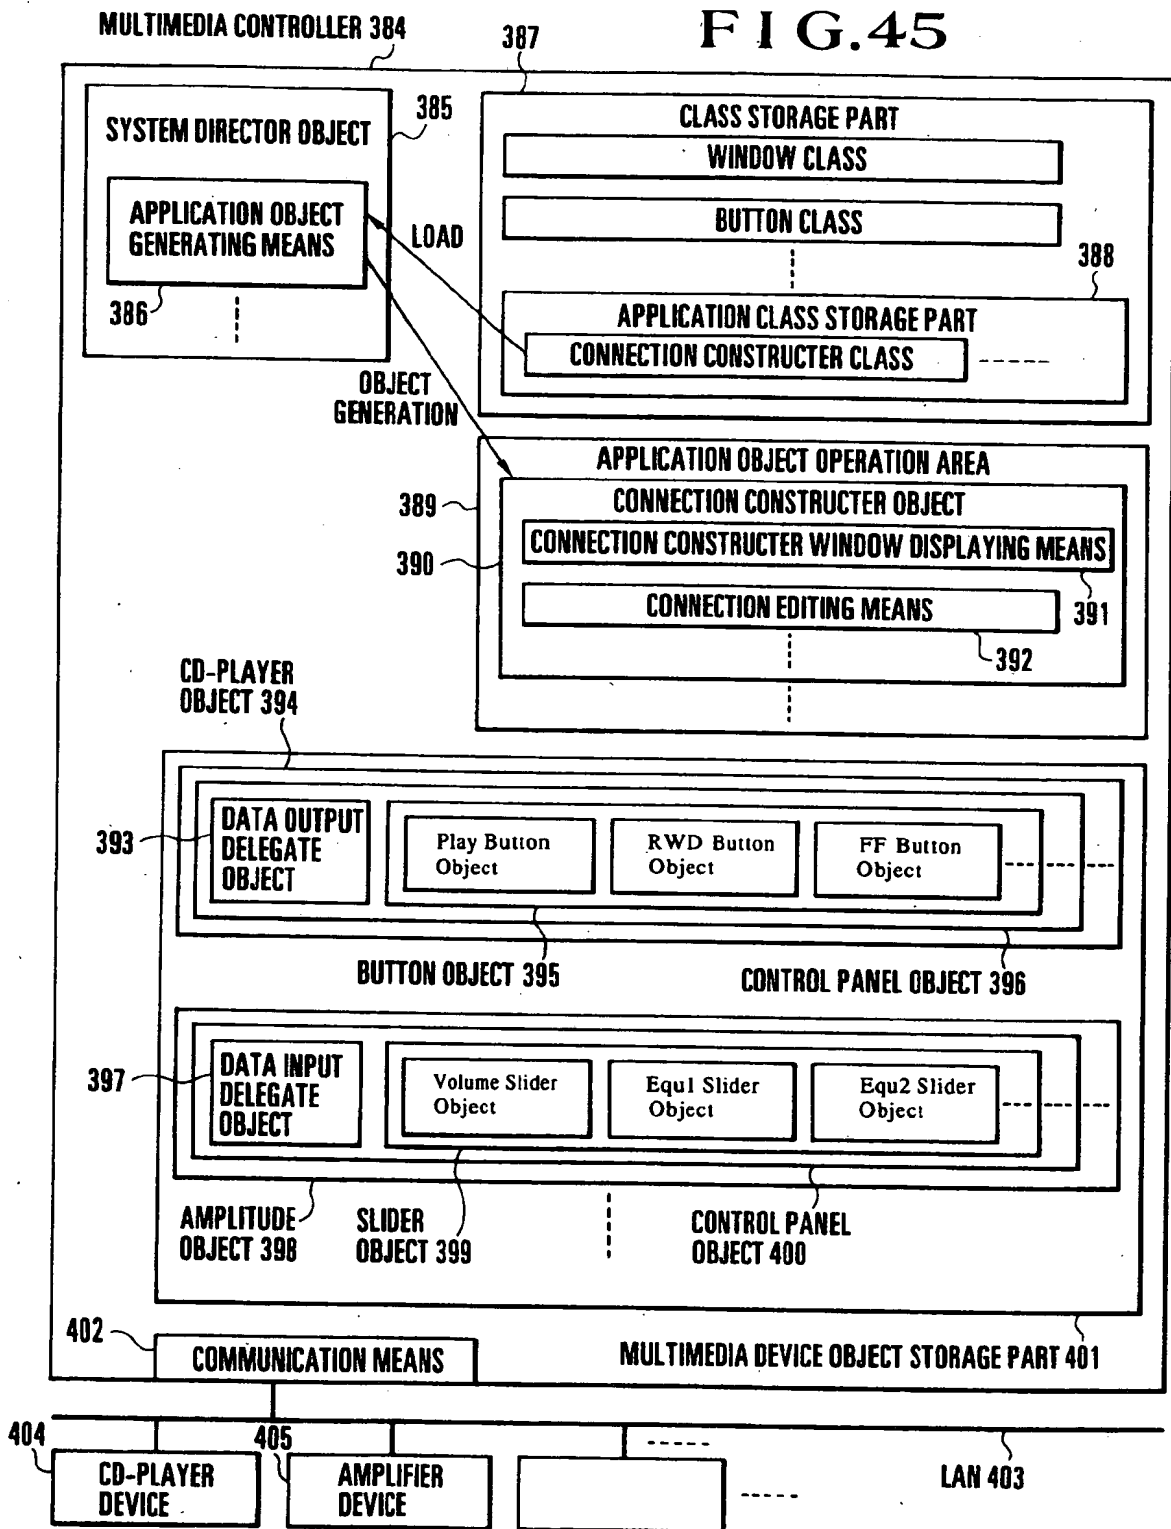 FIG.45
MULTIMEDIA CONTROLLER 384
387
SYSTEM DIRECTOR OBJECT
385
APPLICATION OBJECT
GENERATING MEANS
386
LOAD
OBJECT
GENERATION
CLASS STORAGE PART
WINDOW CLASS
BUTTON CLASS
388
APPLICATION CLASS STORAGE PART
CONNECTION CONSTRUCTER CLASS
APPLICATION OBJECT OPERATION AREA
389
CONNECTION CONSTRUCTER OBJECT
390
CONNECTION CONSTRUCTER WINDOW DISPLAYING MEANS
391
CONNECTION EDITING MEANS
392
CD-PLAYER
OBJECT 394
393
DATA OUTPUT
DELEGATE
OBJECT
Play Button
Object
RWD Button
Object
FF Button
Object
BUTTON OBJECT 395
CONTROL PANEL OBJECT 396
397
DATA INPUT
DELEGATE
OBJECT
Volume Slider
Object
Equ1 Slider
Object
Equ2 Slider
Object
AMPLITUDE
OBJECT 398
SLIDER
OBJECT 399
CONTROL PANEL
OBJECT 400
402
COMMUNICATION MEANS
MULTIMEDIA DEVICE OBJECT STORAGE PART 401
404
CD-PLAYER
DEVICE
405
AMPLIFIER
DEVICE
LAN 403